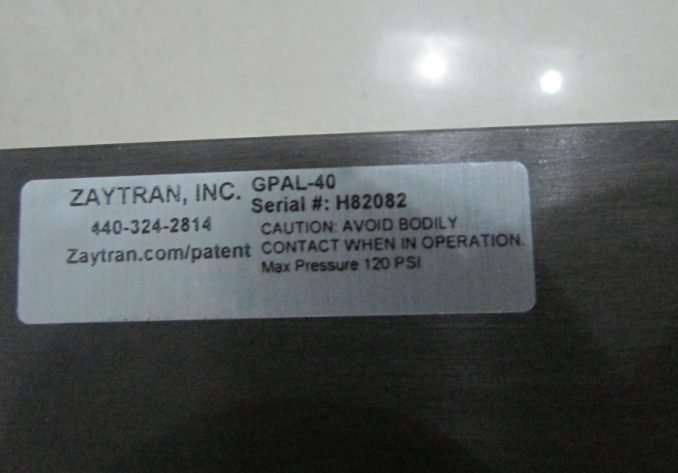 ZAYTRAN, INC.
440-324-2814
Zaytran.com/patent
GPAL-40
Serial #: H82082
CAUTION: AVOID BODILY
CONTACT WHEN IN OPERATION.
Max Pressure 120 PSI